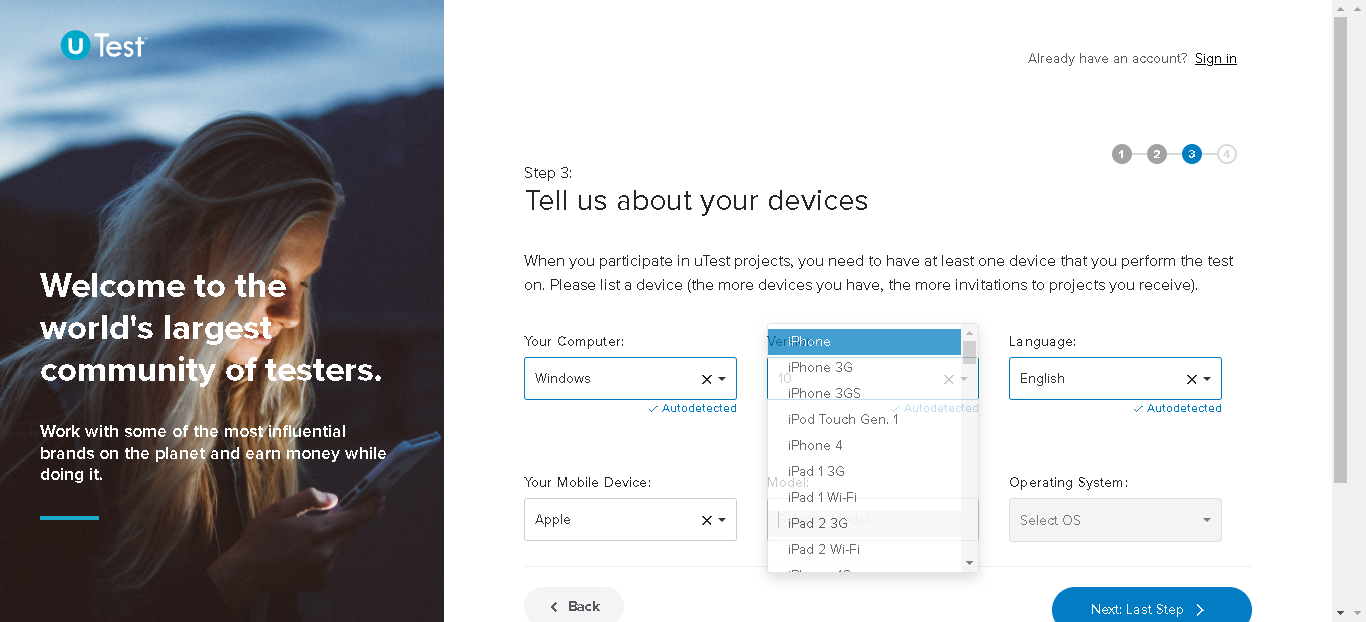 uTest
Already have an account? Sign in
1 2 3 4
Step 3:
Tell us about your devices
Welcome to the
world's largest
community of testers.
Work with some of the most influential
brands on the planet and earn money while
doing it.
When you participate in uTest projects, you need to have at least one device that you perform the test
on. Please list a device (the more devices you have, the more invitations to projects you receive).
Your Computer:
Windows
Autodetected
10
Autodetected
Language:
English
Autodetected
iPhone
iPhone 3G
iPhone 3GS
iPod Touch Gen. 1
iPhone 4
iPad 1 3G
iPad 1 Wi-Fi
iPad 2 3G
iPad 2 Wi-Fi
Your Mobile Device:
Apple
Model:
Operating System:
Select OS
Back
Next: Last Step